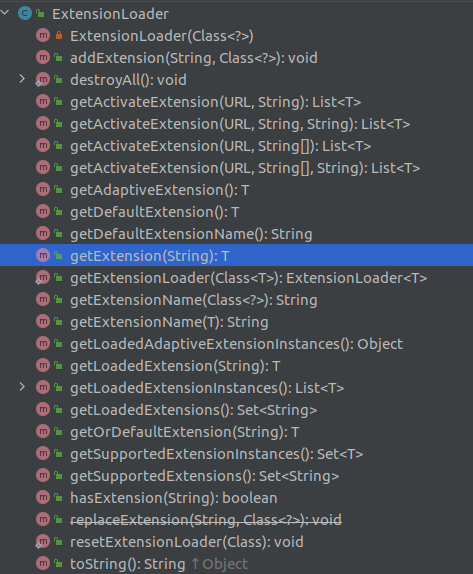 ExtensionLoader
ExtensionLoader(Class<?>)
addExtension(String, Class<?>): void
destroyAll(): void
getActivateExtension(URL, String): List<T>
getActivateExtension(URL, String, String): List<T>
getActivateExtension(URL, String[]): List<T>
getActivateExtension(URL, String[], String): List<T>
getAdaptiveExtension(): T
getDefaultExtension(): T
getDefaultExtensionName(): String
getExtension(String): T
getExtensionLoader(Class<T>): ExtensionLoader<T>
getExtensionName(Class<?>): String
getExtensionName(T): String
getLoadedAdaptiveExtensionInstances(): Object
getLoadedExtension(String): T
getLoadedExtensionInstances(): List<T>
getLoadedExtensions(): Set<String>
getOrDefaultExtension(String): T
getSupportedExtensionInstances(): Set<T>
getSupportedExtensions(): Set<String>
hasExtension(String): boolean
replaceExtension(String, Class<?>): void
resetExtensionLoader(Class): void
toString(): String ↑Object